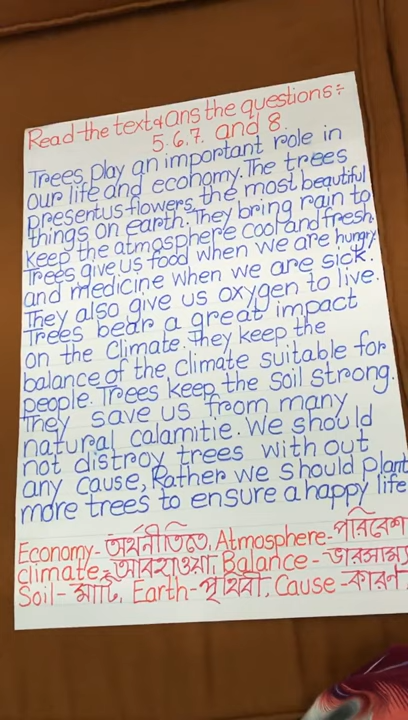 Read the text & ans the questions:÷
5, 6, 7. and 8.
Trees play an important role in
our life and economy. The trees
present us flowers, the most beautiful
things on earth. They bring rain to
keep the atmosphere cool and fresh.
Trees give us food when we are hungry.
and medicine when we are sick.
They also give us oxygen to live.
Trees bear a great impact
on the Climate. They keep the
balance of the Climate suitable for
people. Trees keep the Soil strong.
They save us from many
natural calamitie. We should
not distroy trees with out
any cause, Rather we should plant
more trees to ensure a happy life
Economy- অর্থনীতিতে, Atmosphere- পরিবেশ
climate- আবহাওয়া, Balance- ভারসাম্য
Soil- মাটি, Earth- পৃথিবী, Cause- কারণ,